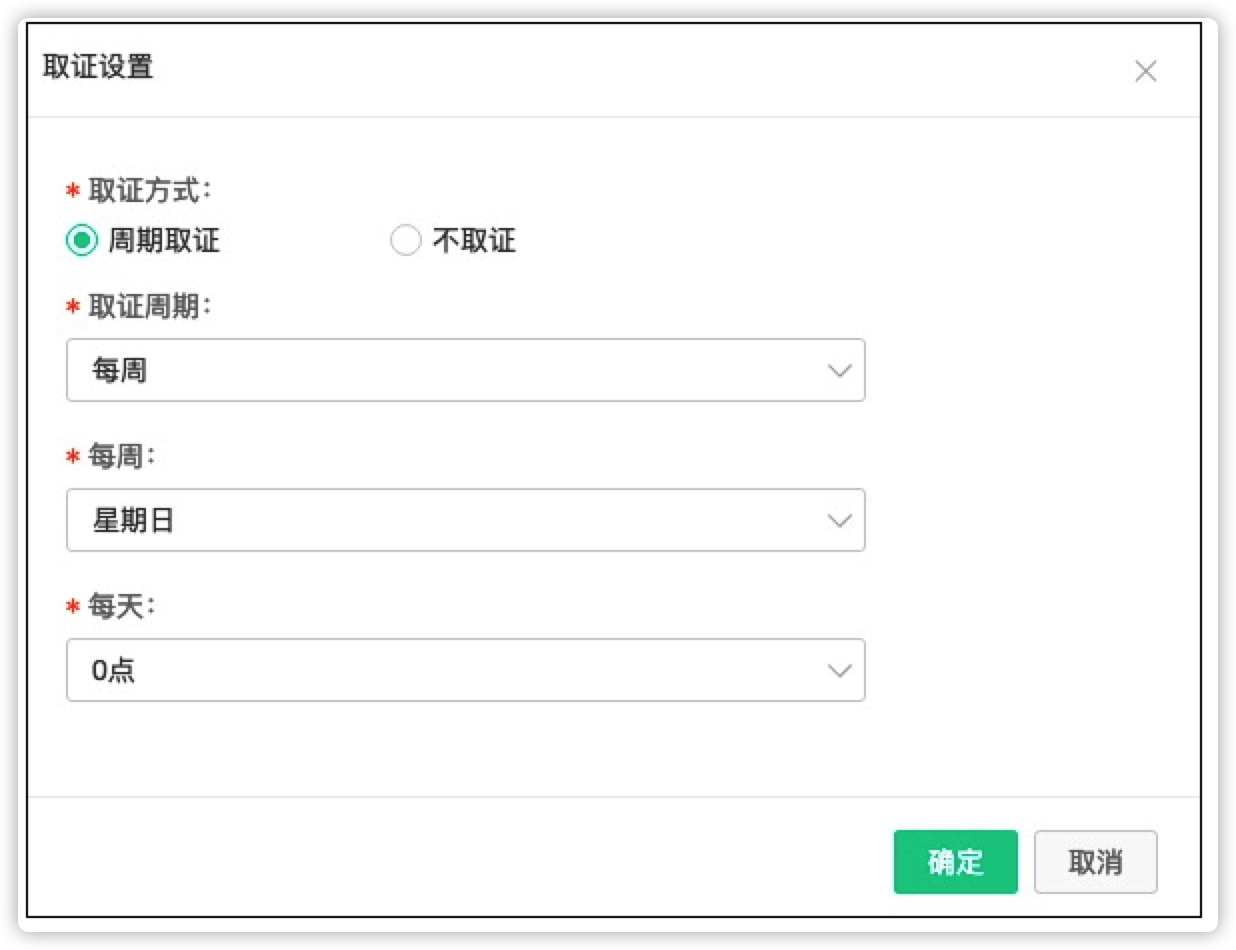 取证设置
* 取证方式：
周期取证 不取证
* 取证周期：
每周
* 每周：
星期日
* 每天：
0点
确定 取消